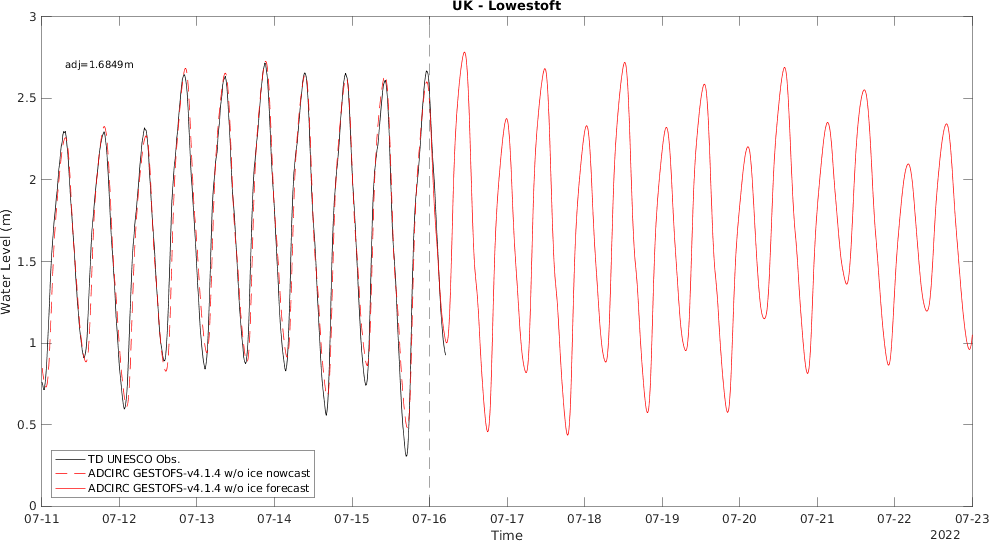 UK - Lowestoft
adj=1.6849m
3
2.5
2
1.5
1
0.5
0
Water Level (m)
TD UNESCO Obs.
ADCIRC GESTOFS-v4.1.4 w/o ice nowcast
ADCIRC GESTOFS-v4.1.4 w/o ice forecast
07-11 07-12 07-13 07-14 07-15 07-16 07-17 07-18 07-19 07-20 07-21 07-22 07-23
Time
2022